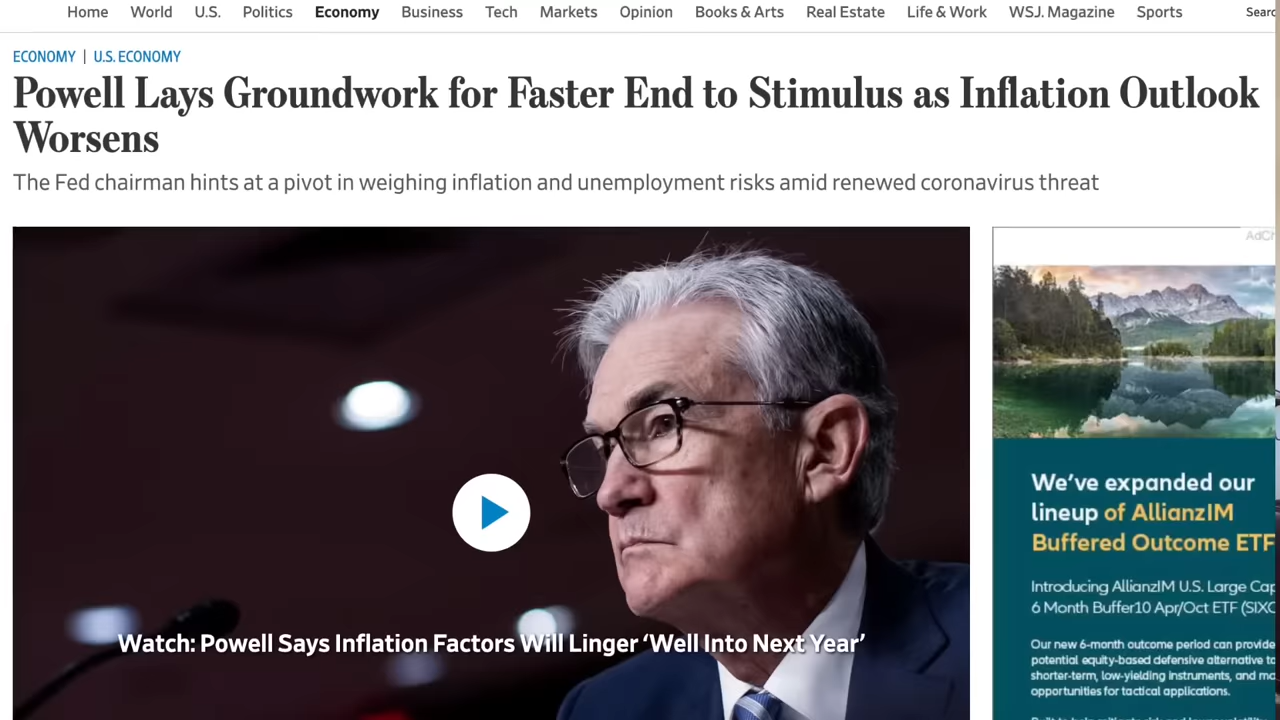 Home World U.S. Politics Economy Business Tech Markets Opinion Books & Arts Real Estate Life & Work WSJ. Magazine Sports
ECONOMY | U.S. ECONOMY
Powell Lays Groundwork for Faster End to Stimulus as Inflation Outlook
Worsens
The Fed chairman hints at a pivot in weighing inflation and unemployment risks amid renewed coronavirus threat
Watch: Powell Says Inflation Factors Will Linger ‘Well Into Next Year’
We’ve expanded our
lineup of AllianzIM
Buffered Outcome ETF
Introducing AllianzIM U.S. Large Cap
6 Month Buffer10 Apr/Oct ETF (SIXO
Our new 6-month outcome period can provide
potential equity-based defensive alternative to
shorter-term, low-yielding instruments, and
opportunities for tactical applications.